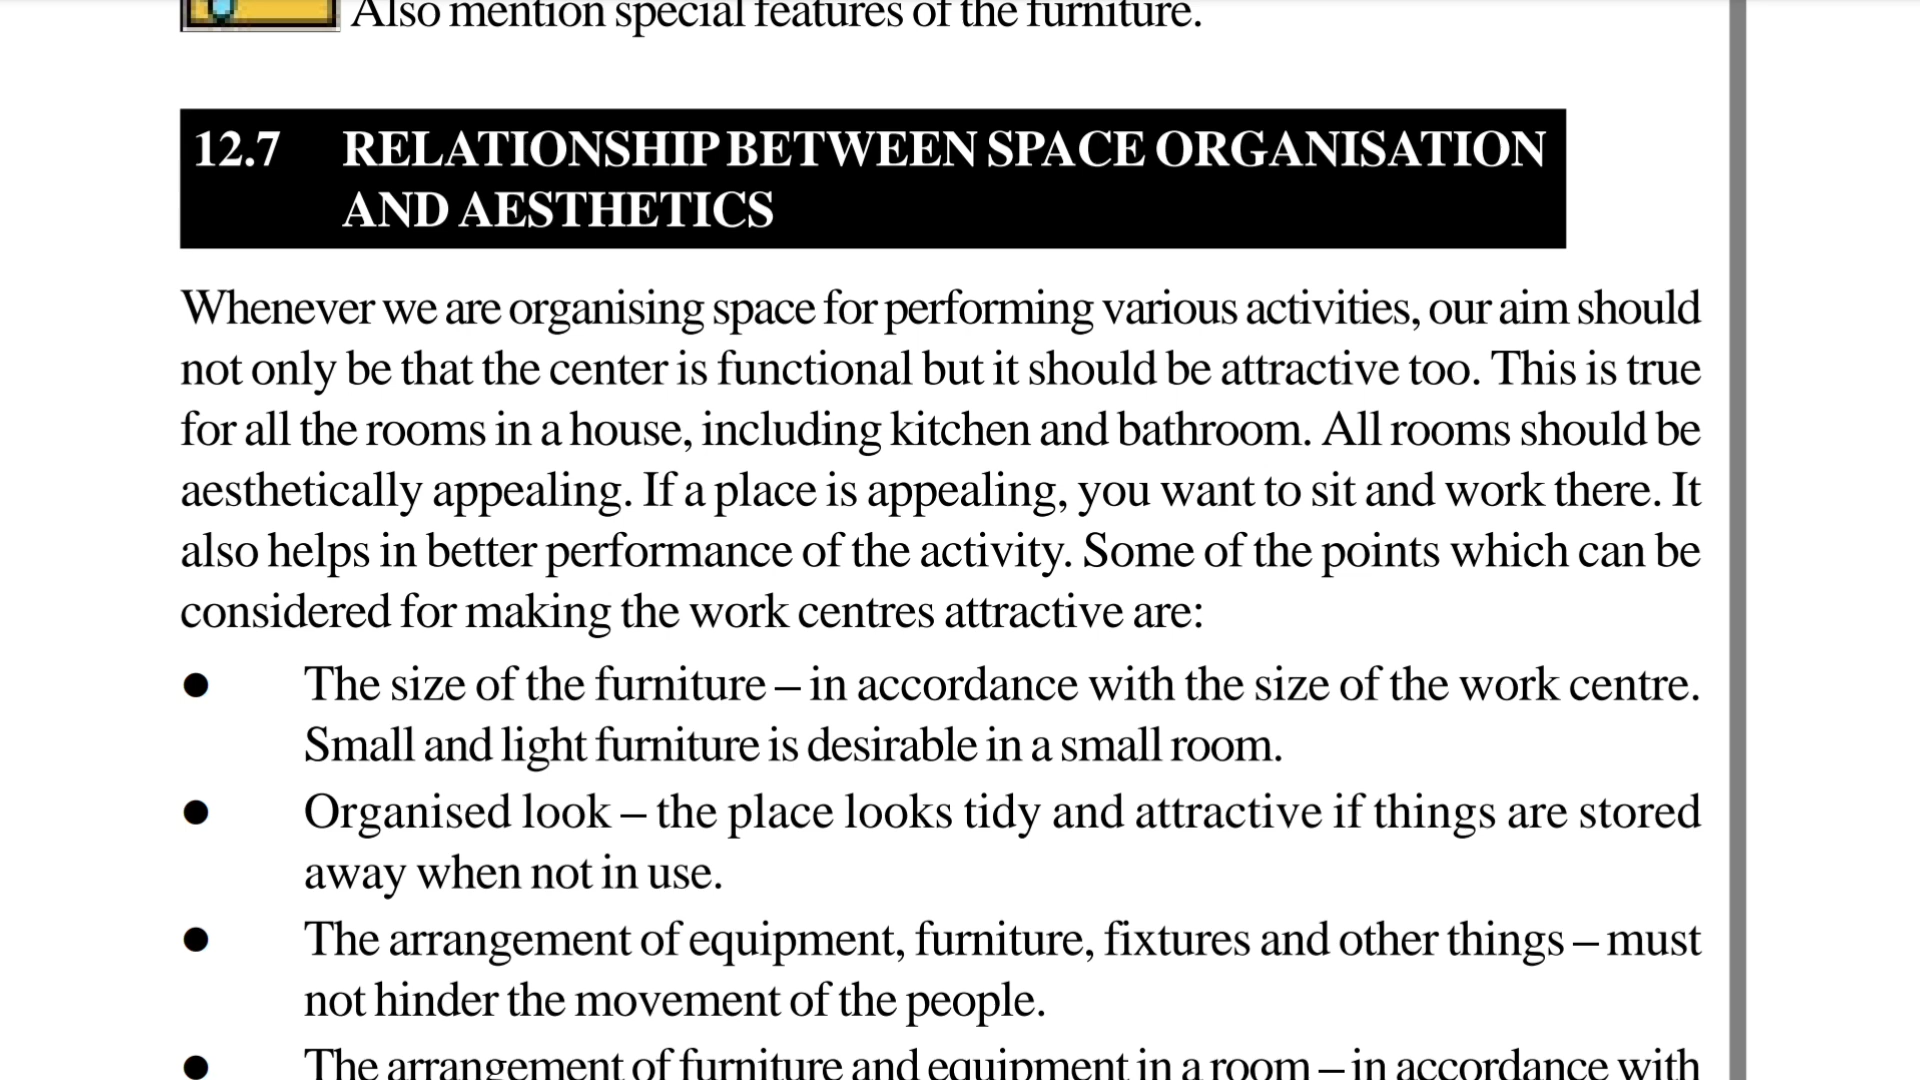 Also mention special features of the furniture.
12.7 RELATIONSHIP BETWEEN SPACE ORGANISATION
AND AESTHETICS
Whenever we are organising space for performing various activities, our aim should
not only be that the center is functional but it should be attractive too. This is true
for all the rooms in a house, including kitchen and bathroom. All rooms should be
aesthetically appealing. If a place is appealing, you want to sit and work there. It
also helps in better performance of the activity. Some of the points which can be
considered for making the work centres attractive are:
● The size of the furniture – in accordance with the size of the work centre.
Small and light furniture is desirable in a small room.
● Organised look – the place looks tidy and attractive if things are stored
away when not in use.
● The arrangement of equipment, furniture, fixtures and other things – must
not hinder the movement of the people.
● The arrangement of furniture and equipment in a room – in accordance with